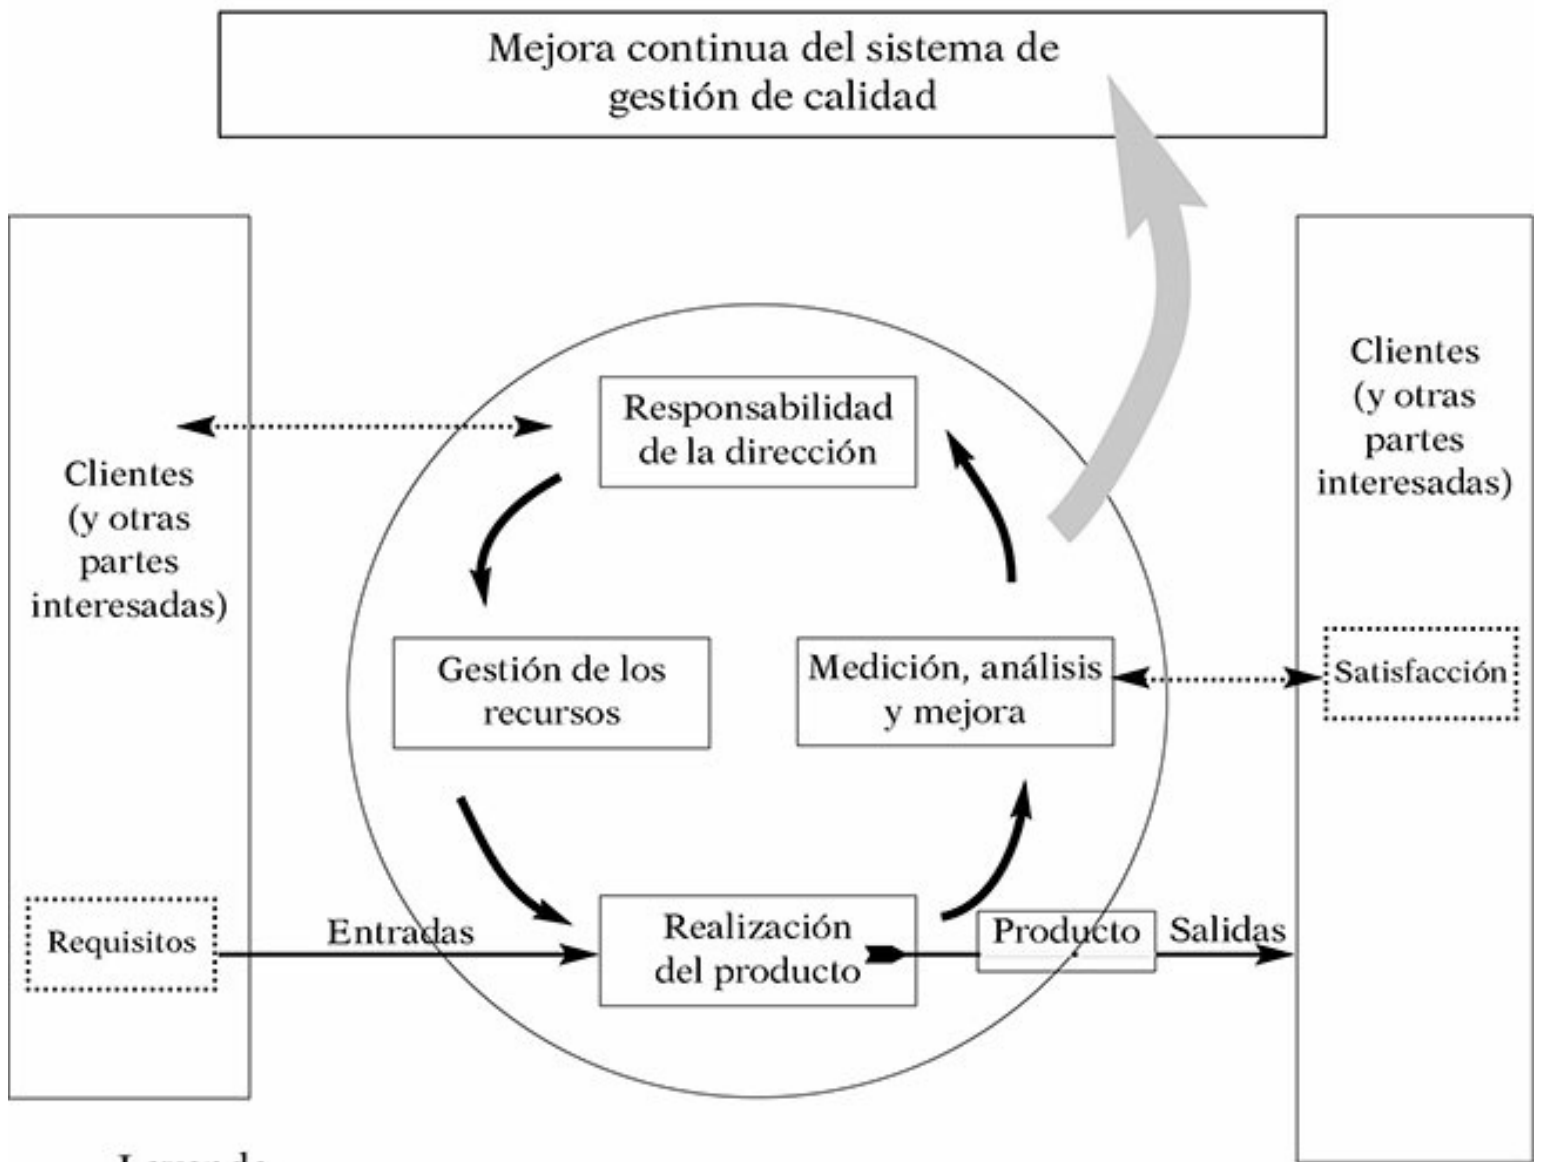 Mejora continua del sistema de
gestión de calidad
Clientes
(y otras
partes
interesadas)
Responsabilidad
de la dirección
Clientes
(y otras
partes
interesadas)
Gestión de los
recursos
Medición, análisis
y mejora
Satisfacción
Requisitos
Entradas
Realización
del producto
Producto
Salidas